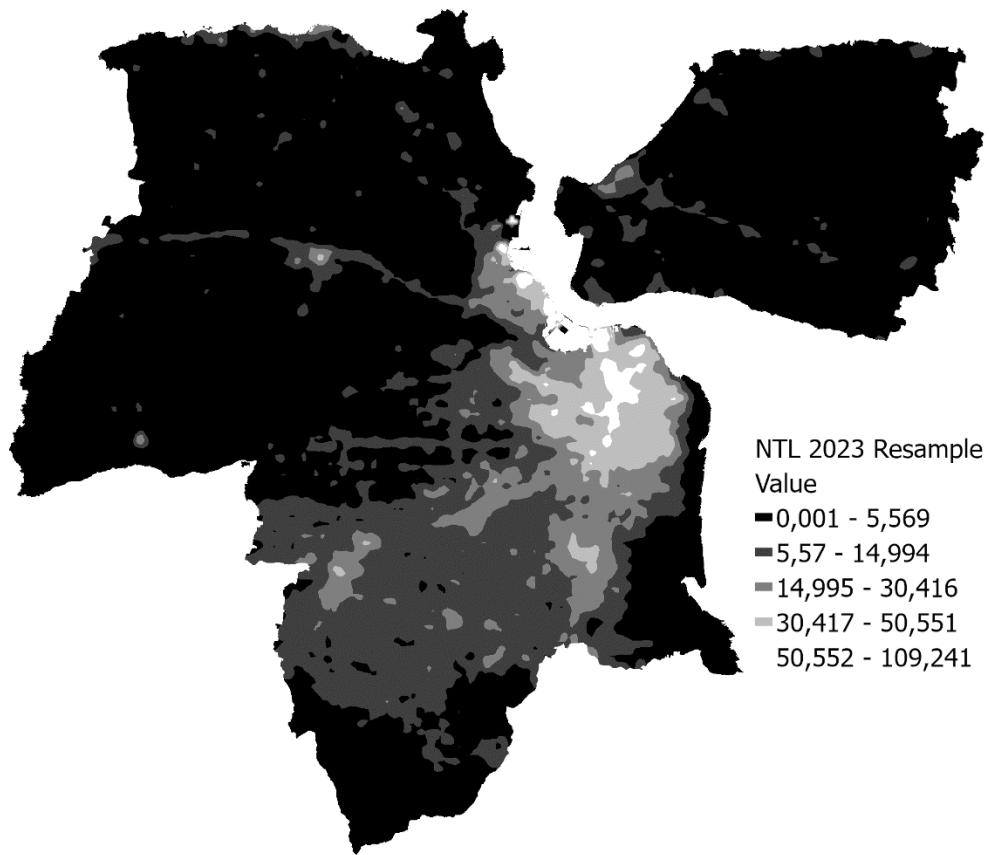 NTL 2023 Resample
Value
0,001 - 5,569
5,57 - 14,994
14,995 - 30,416
30,417 - 50,551
50,552 - 109,241